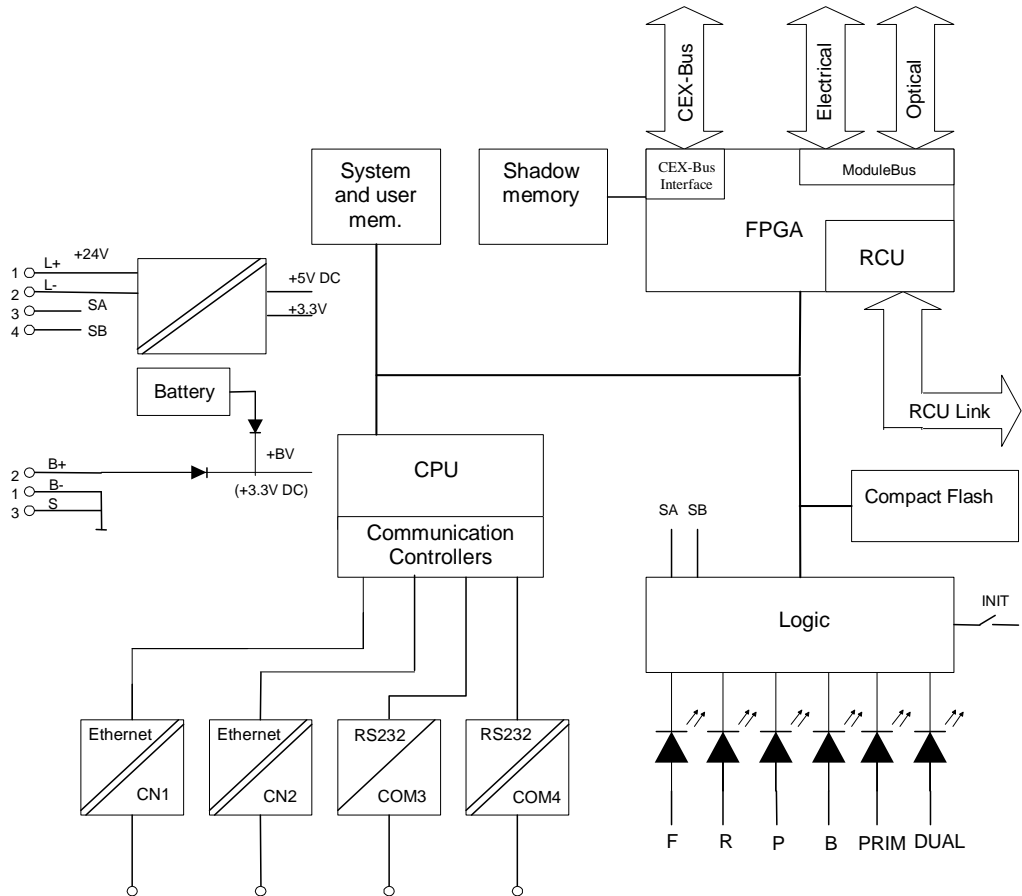 CEX-Bus
Electrical
Optical
System
and user
mem.
Shadow
memory
CEX-Bus
Interface
ModuleBus
FPGA
RCU
1 L+ +24V
2 L-
3 SA
4 SB
+5V DC
+3.3V
Battery
RCU Link
+BV
(+3.3V DC)
2 B+
1 B-
3 S
CPU
Communication
Controllers
Compact Flash
SA SB
Logic
INIT
Ethernet
CN1
Ethernet
CN2
RS232
COM3
RS232
COM4
F R P B PRIM DUAL